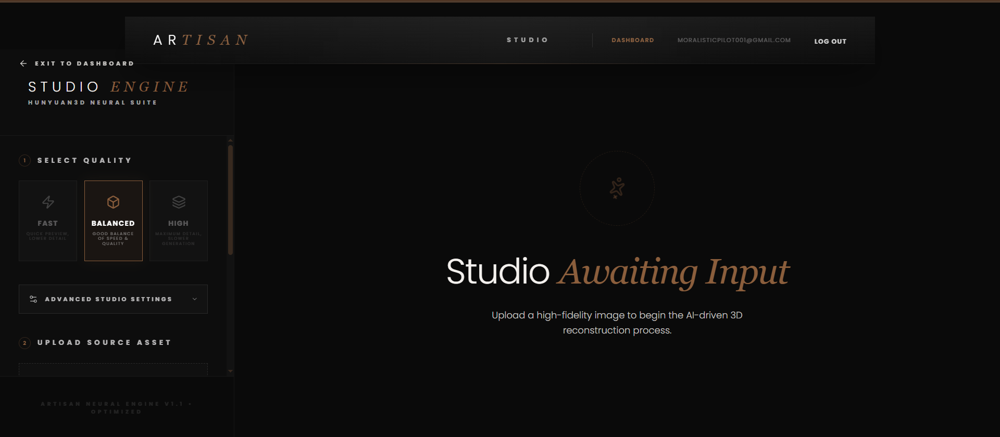 ARTISAN
STUDIO
DASHBOARD
MORALISTICPILOT001@GMAIL.COM
LOG OUT
EXIT TO DASHBOARD
STUDIO ENGINE
HUNYUAN3D NEURAL SUITE
1 SELECT QUALITY
FAST
QUICK PREVIEW,
LOWER DETAIL
BALANCED
GOOD BALANCE
OF SPEED &
QUALITY
HIGH
MAXIMUM DETAIL,
SLOWER
GENERATION
ADVANCED STUDIO SETTINGS
2 UPLOAD SOURCE ASSET
ARTISAN NEURAL ENGINE V1.1 •
OPTIMIZED
Studio Awaiting Input
Upload a high-fidelity image to begin the AI-driven 3D
reconstruction process.